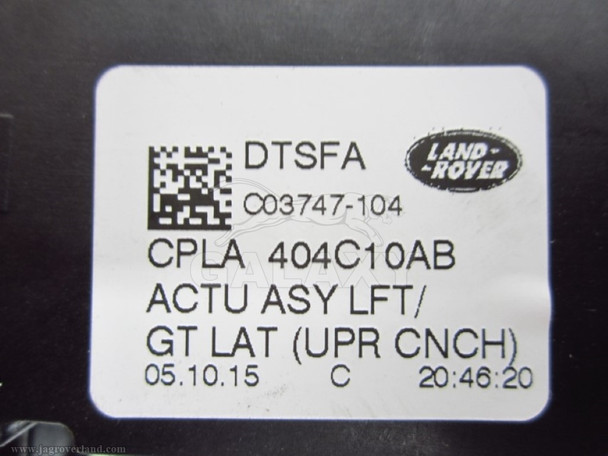 DTSFA
LAND-
-ROVER
C03747-104
CPLA 404C10AB
ACTU ASY LFT/
GT LAT (UPR CNCH)
05.10.15 C 20:46:20
www.jagroverland.com